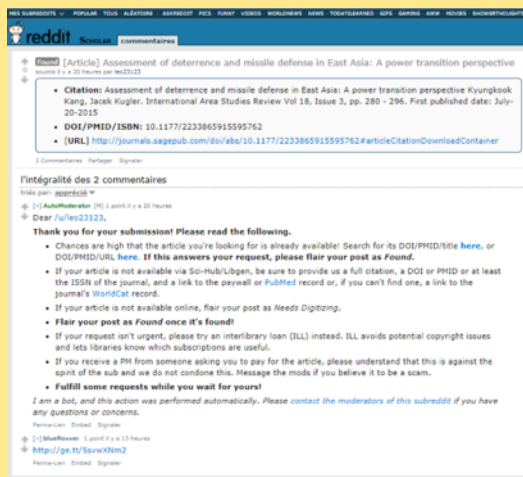 MES SUBREDDITS POPULAR TOUS ALÉATOIRE ASKREDDIT PICS FUNNY VIDEOS WORLDNEWS NEWS TODAYILEARNED GIFS GAMING AWW MOVIES SHOWERTHOUGHTS
reddit SCHOLAR commentaires
Found [Article] Assessment of deterrence and missile defense in East Asia: A power transition perspective
soumis il y a 20 heures par leo23123
• Citation: Assessment of deterrence and missile defense in East Asia: A power transition perspective Kyungkook
Kang, Jacek Kugler. International Area Studies Review Vol 18, Issue 3, pp. 280 - 296. First published date: July-
20-2015
• DOI/PMID/ISBN: 10.1177/2233865915595762
• [URL] http://journals.sagepub.com/doi/abs/10.1177/2233865915595762#articleCitationDownloadContainer
2 Commentaires Partager Signaler
l'intégralité des 2 commentaires
triés par: apprécié
[-] AutoModerator [M] 1 point il y a 20 heures
Dear /u/leo23123,
Thank you for your submission! Please read the following.
• Chances are high that the article you're looking for is already available! Search for its DOI/PMID/title here, or
DOI/PMID/URL here. If this answers your request, please flair your post as Found.
• If your article is not available via Sci-Hub/Libgen, be sure to provide us a full citation, a DOI or PMID or at least
the ISSN of the journal, and a link to the paywall or PubMed record or, if you can't find one, a link to the
journal's WorldCat record.
• If your article is not available online, flair your post as Needs Digitizing.
• Flair your post as Found once it's found!
• If your request isn't urgent, please try an interlibrary loan (ILL) instead. ILL avoids potential copyright issues
and lets libraries know which subscriptions are useful.
• If you receive a PM from someone asking you to pay for the article, please understand that this is against the
spirit of the sub and we do not condone this. Message the mods if you believe it to be a scam.
• Fulfill some requests while you wait for yours!
I am a bot, and this action was performed automatically. Please contact the moderators of this subreddit if you have
any questions or concerns.
Perma-Lien Embed Signaler
[-] blueflovver 1 point il y a 15 heures
http://ge.tt/5svwXNm2
Perma-Lien Embed Signaler